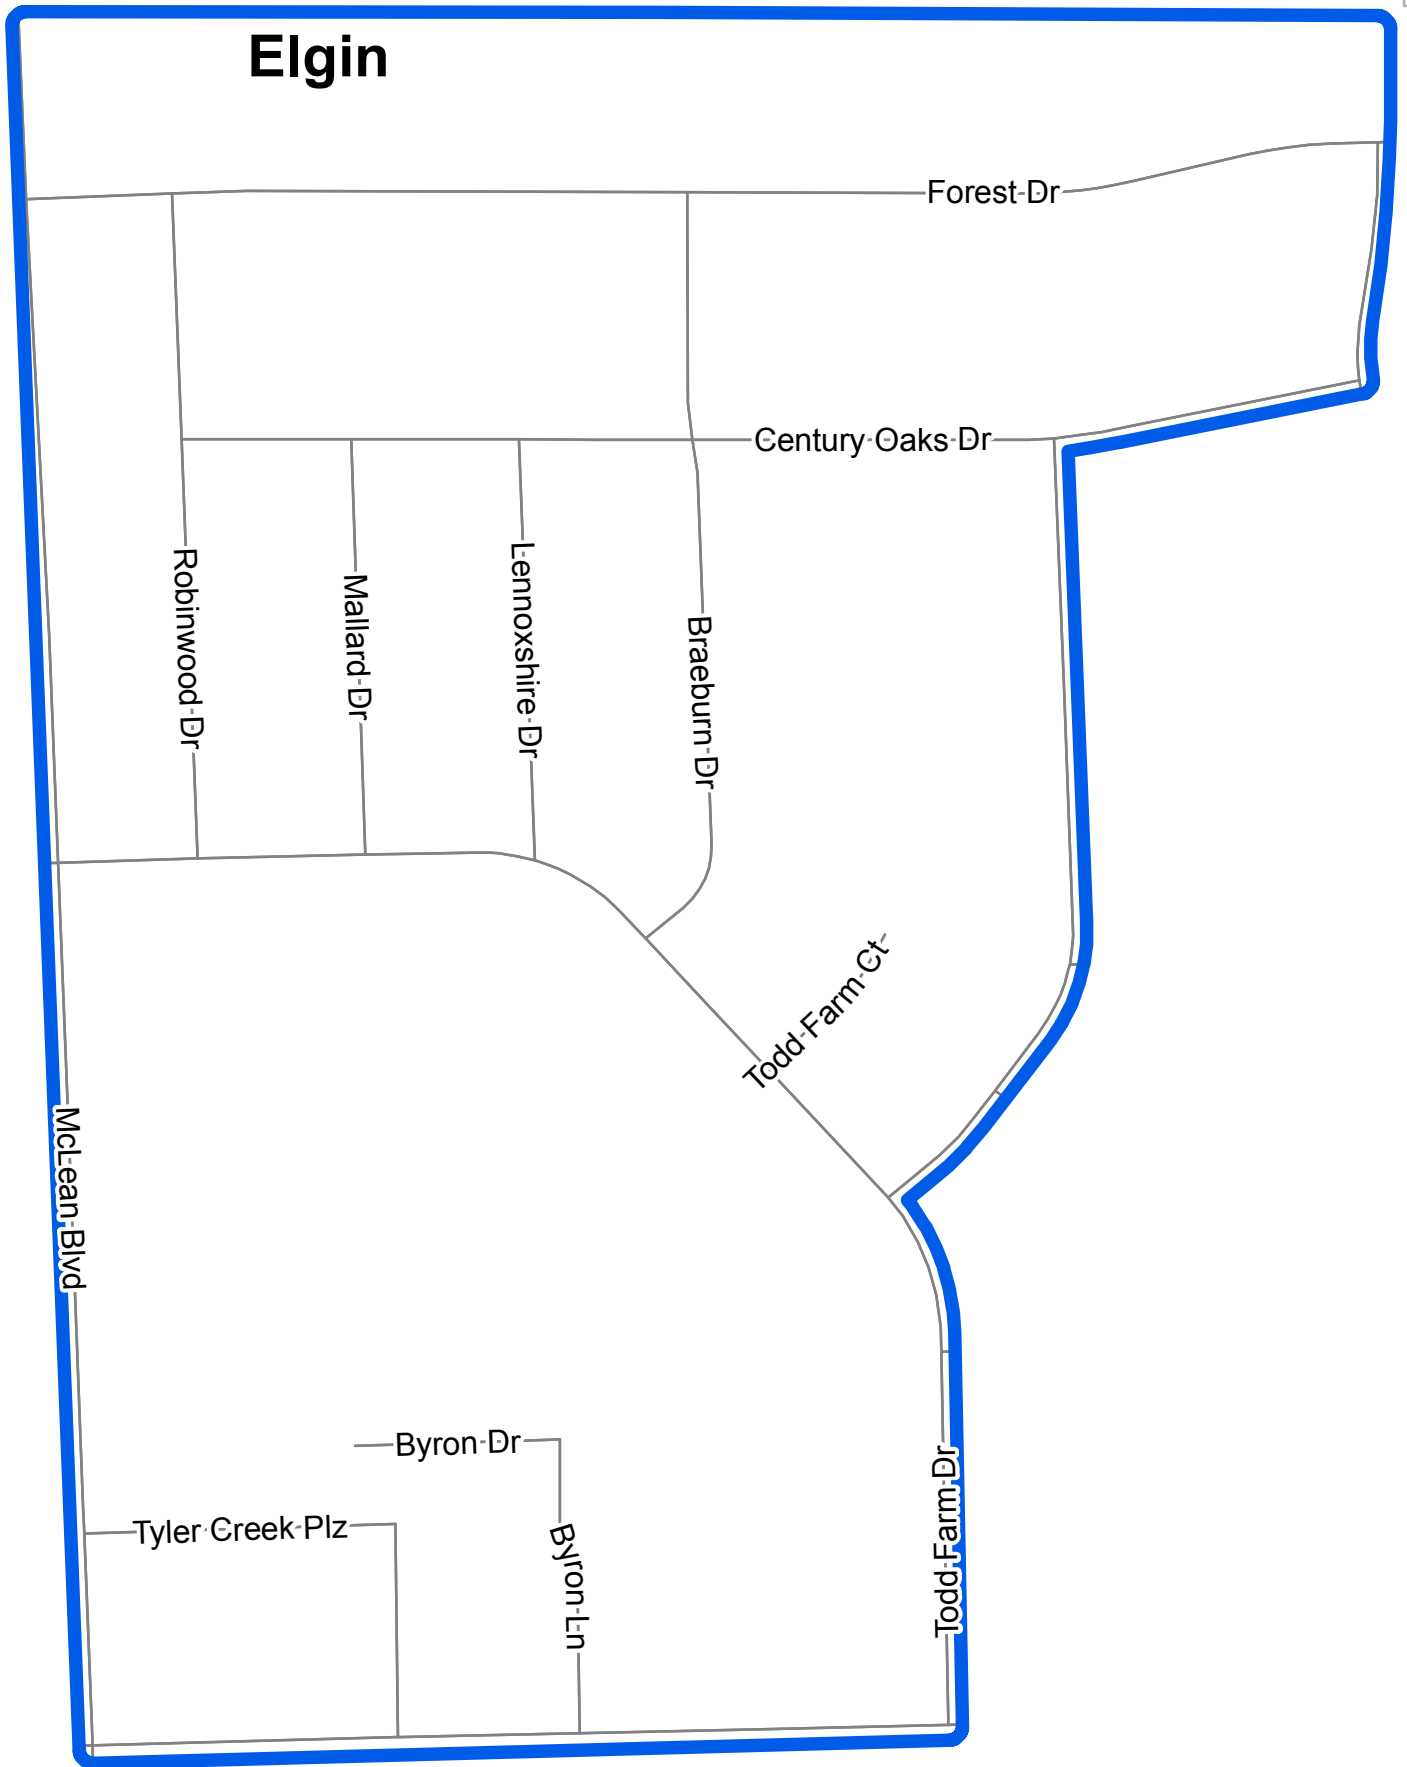 Elgin
Forest Dr
Century Oaks Dr
Robinwood Dr
Mallard Dr
Lennoxshire Dr
Braeburn Dr
Todd Farm Ct
McLean Blvd
Byron Dr
Tyler Creek Plz
Byron Ln
Todd Farm Dr